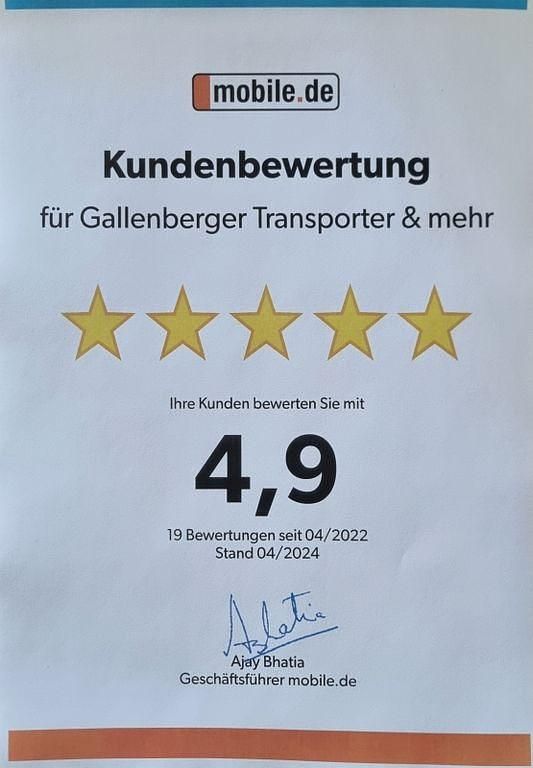 mobile.de
Kundenbewertung
für Gallenberger Transporter & mehr
Ihre Kunden bewerten Sie mit
4,9
19 Bewertungen seit 04/2022
Stand 04/2024
A Bhatia
Ajay Bhatia
Geschäftsführer mobile.de